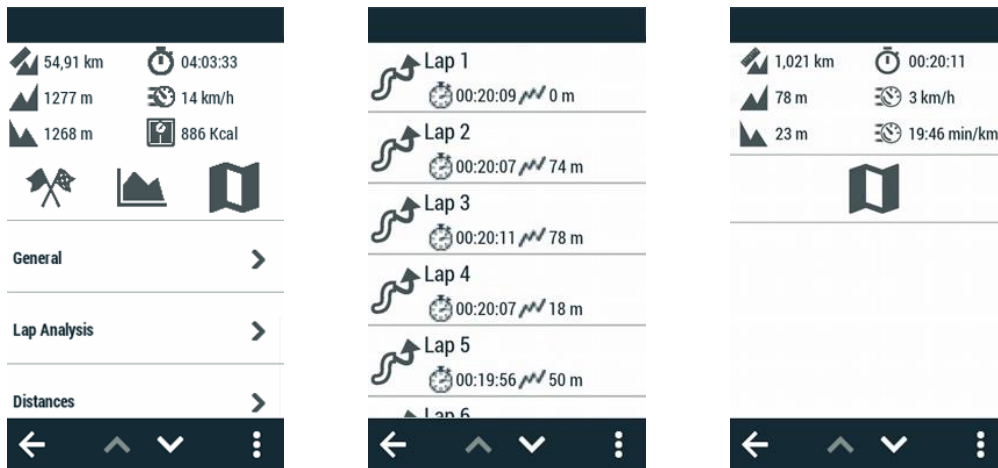 54,91 km 04:03:33
1277 m 14 km/h
1268 m 886 Kcal
General
Lap Analysis
Distances
Lap 1
00:20:09 0 m
Lap 2
00:20:07 74 m
Lap 3
00:20:11 78 m
Lap 4
00:20:07 18 m
Lap 5
00:19:56 50 m
Lap 6
1,021 km 00:20:11
78 m 3 km/h
23 m 19:46 min/km